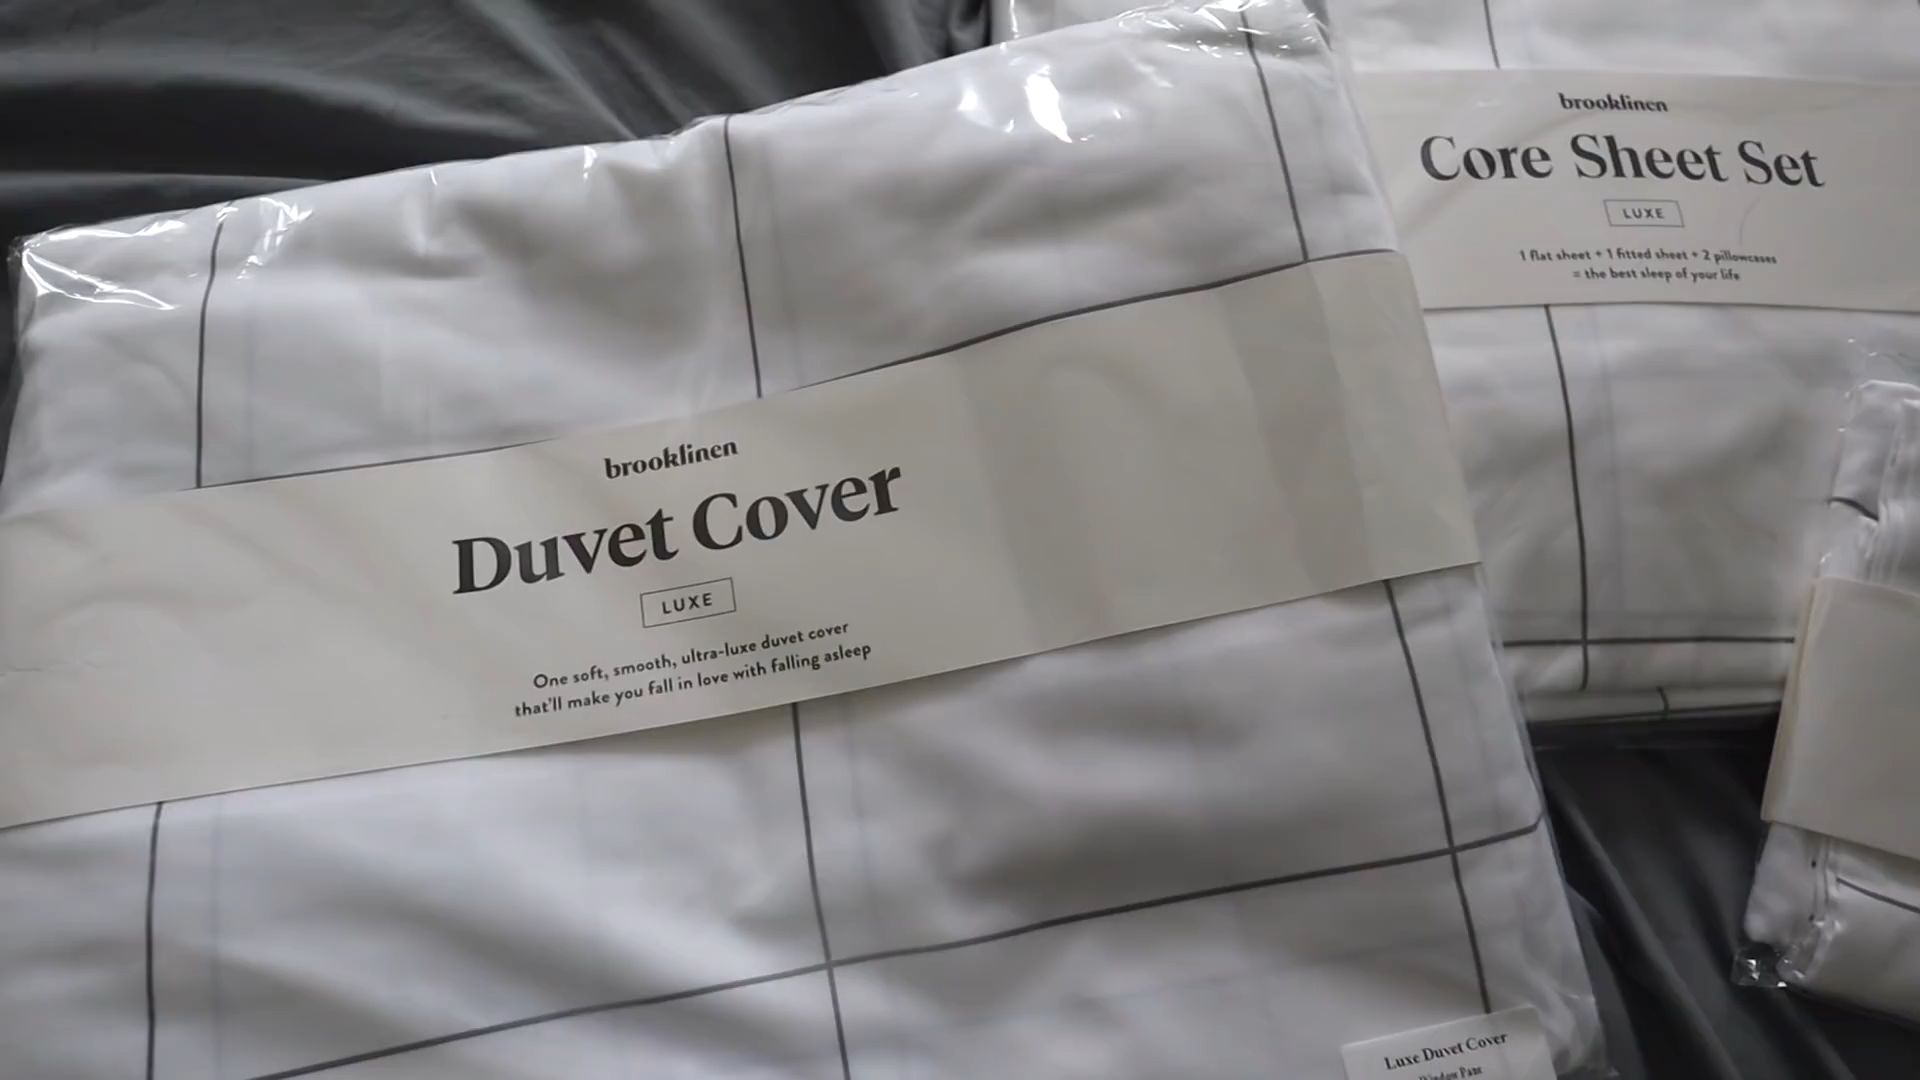 brooklinen
Duvet Cover
LUXE
One soft, smooth, ultra-luxe duvet cover
that'll make you fall in love with falling asleep
brooklinen
Core Sheet Set
LUXE
1 flat sheet + 1 fitted sheet + 2 pillowcases
= the best sleep of your life
Luxe Duvet Cover
Window Pane